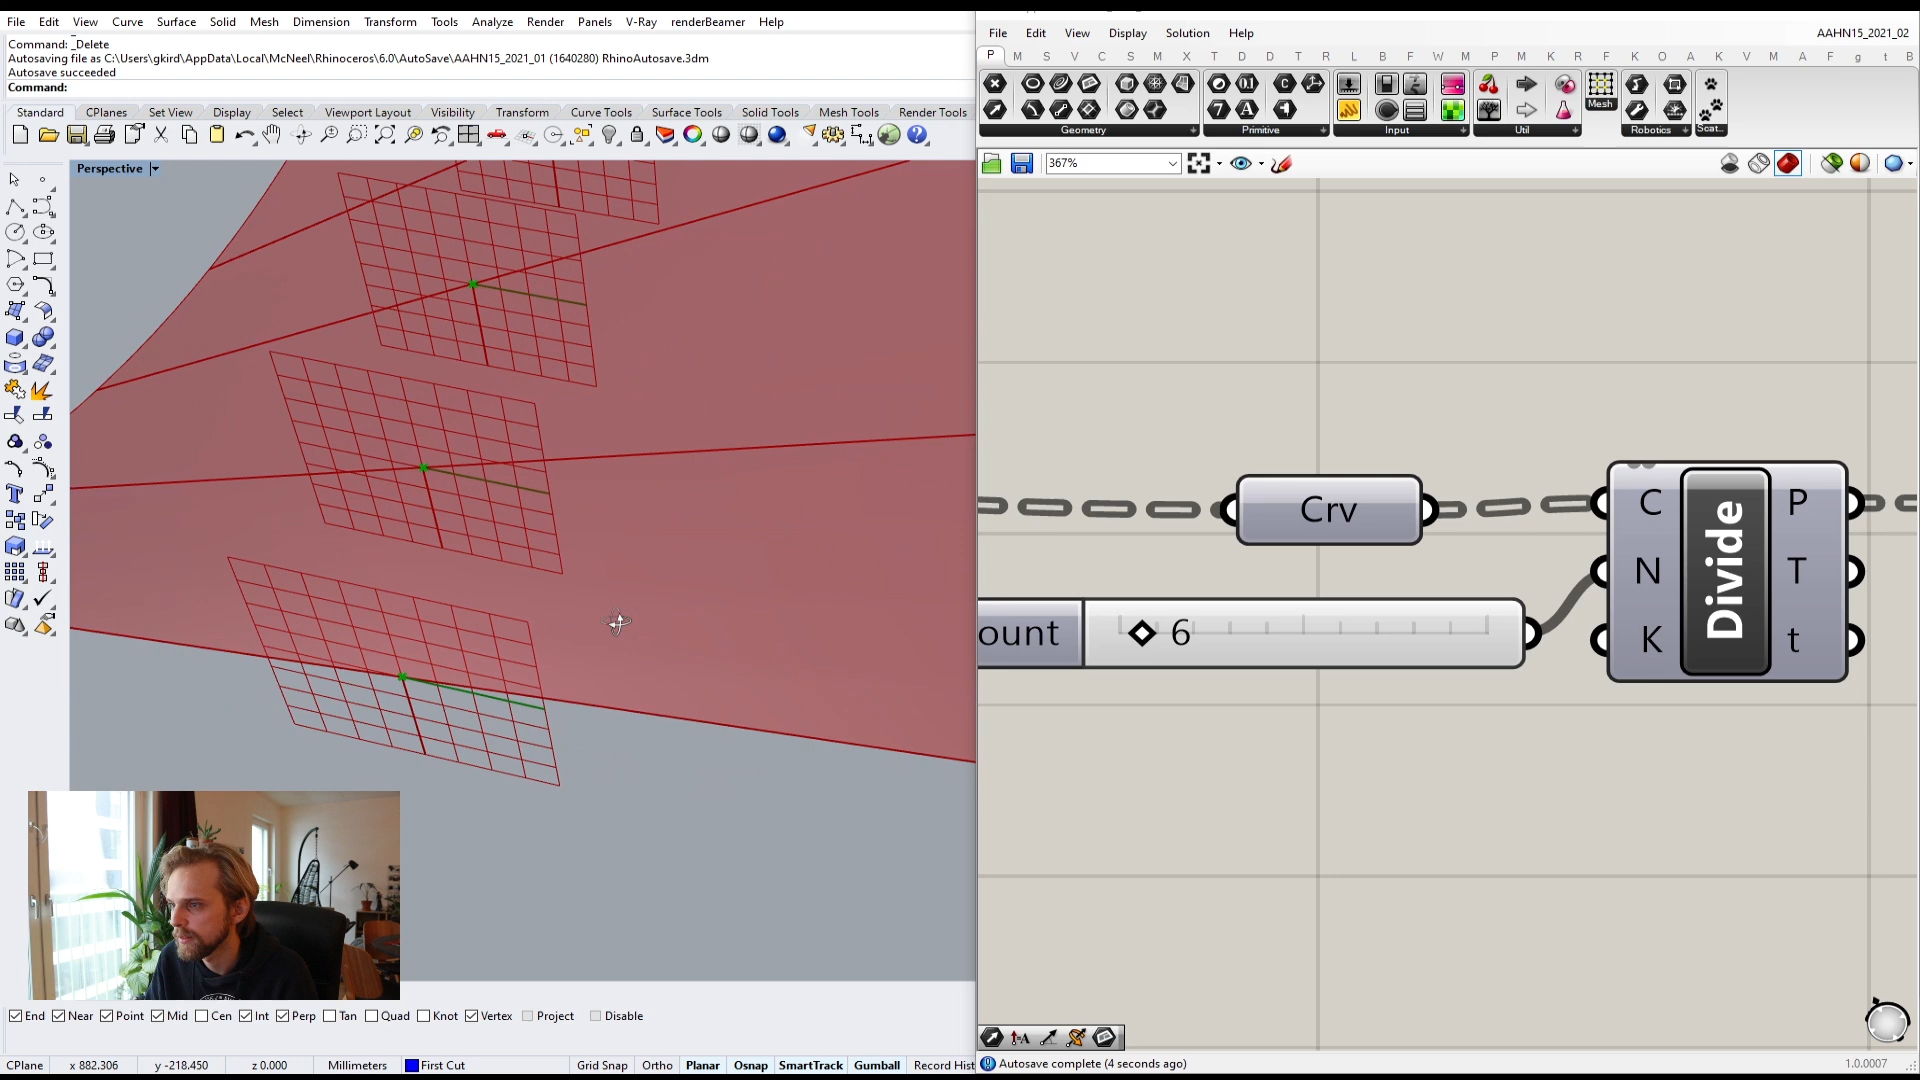 File Edit View Curve Surface Solid Mesh Dimension Transform Tools Analyze Render Panels V-Ray renderBeamer Help
Command: _Delete
Autosaving file as C:\Users\gkird\AppData\Local\McNeel\Rhinoceros\6.0\AutoSave\AAHN15_2021_01 (1640280) RhinoAutosave.3dm
Autosave succeeded
Command:
Standard CPlanes Set View Display Select Viewport Layout Visibility Transform Curve Tools Surface Tools Solid Tools Mesh Tools Render Tools
Perspective
End Near Point Mid Cen Int Perp Tan Quad Knot Vertex Project Disable
CPlane x 882.306 y -218.450 z 0.000 Millimeters First Cut Grid Snap Ortho Planar Osnap SmartTrack Gumball Record Hist
File Edit View Display Solution Help AAHN15_2021_02
P M S V C S M X T D D T R L B F M P M K O A K V M A F g t B
Mesh
Geometry Primitive Input Util Robotics Scat...
367%
Crv
ount 6
Divide
C P
N T
K t
Autosave complete (4 seconds ago) 1.0.0007